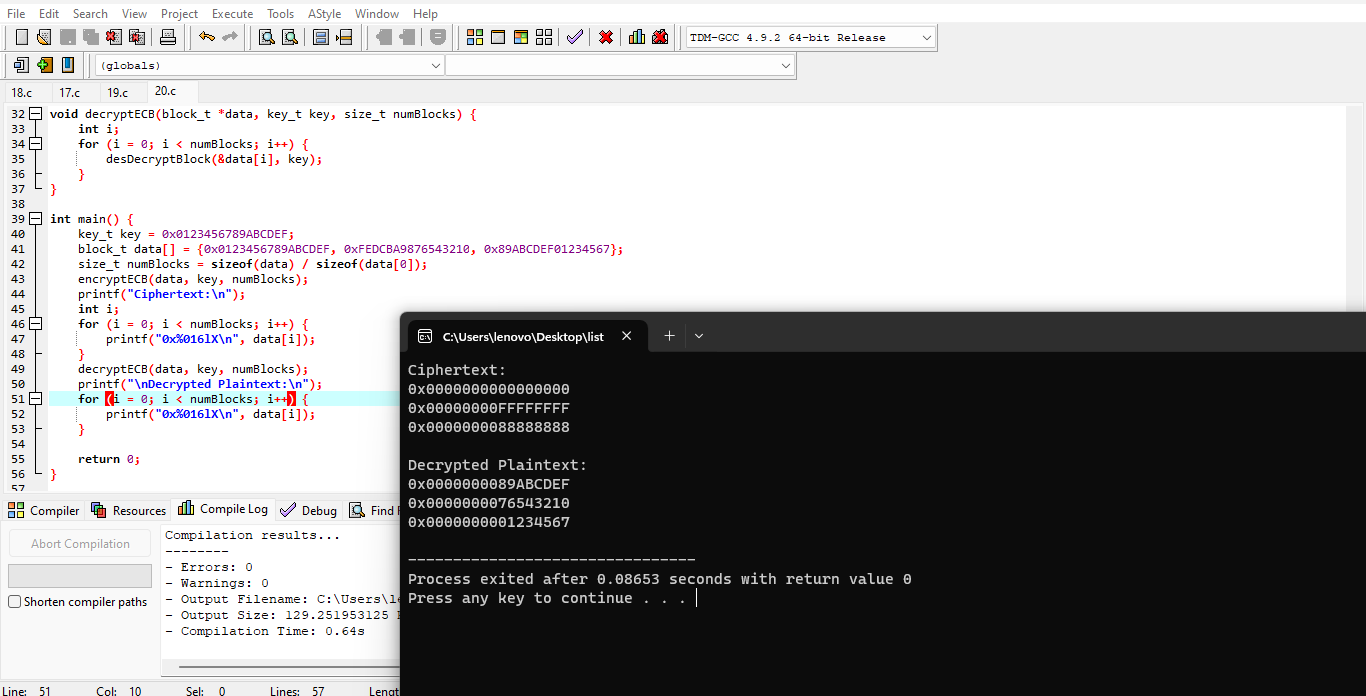 File Edit Search View Project Execute Tools AStyle Window Help
TDM-GCC 4.9.2 64-bit Release
(globals)
18.c 17.c 19.c 20.c
32 void decryptECB(block_t *data, key_t key, size_t numBlocks) {
33 int i;
34 for (i = 0; i < numBlocks; i++) {
35 desDecryptBlock(&data[i], key);
36 }
37 }
38
39 int main() {
40 key_t key = 0x0123456789ABCDEF;
41 block_t data[] = {0x0123456789ABCDEF, 0xFEDCBA9876543210, 0x89ABCDEF01234567};
42 size_t numBlocks = sizeof(data) / sizeof(data[0]);
43 encryptECB(data, key, numBlocks);
44 printf("Ciphertext:\n");
45 int i;
46 for (i = 0; i < numBlocks; i++) {
47 printf("0x%016lX\n", data[i]);
48 }
49 decryptECB(data, key, numBlocks);
50 printf("\nDecrypted Plaintext:\n");
51 for (i = 0; i < numBlocks; i++) {
52 printf("0x%016lX\n", data[i]);
53 }
54
55 return 0;
56 }
57
C:\Users\lenovo\Desktop\list
Ciphertext:
0x0000000000000000
0x00000000FFFFFFFF
0x0000000088888888
Decrypted Plaintext:
0x0000000089ABCDEF
0x0000000076543210
0x0000000001234567
--------------------------------
Process exited after 0.08653 seconds with return value 0
Press any key to continue . . .
Compiler Resources Compile Log Debug Find
Abort Compilation
Shorten compiler paths
Compilation results...
--------
- Errors: 0
- Warnings: 0
- Output Filename: C:\Users\le
- Output Size: 129.251953125
- Compilation Time: 0.64s
Line: 51 Col: 10 Sel: 0 Lines: 57 Lengt